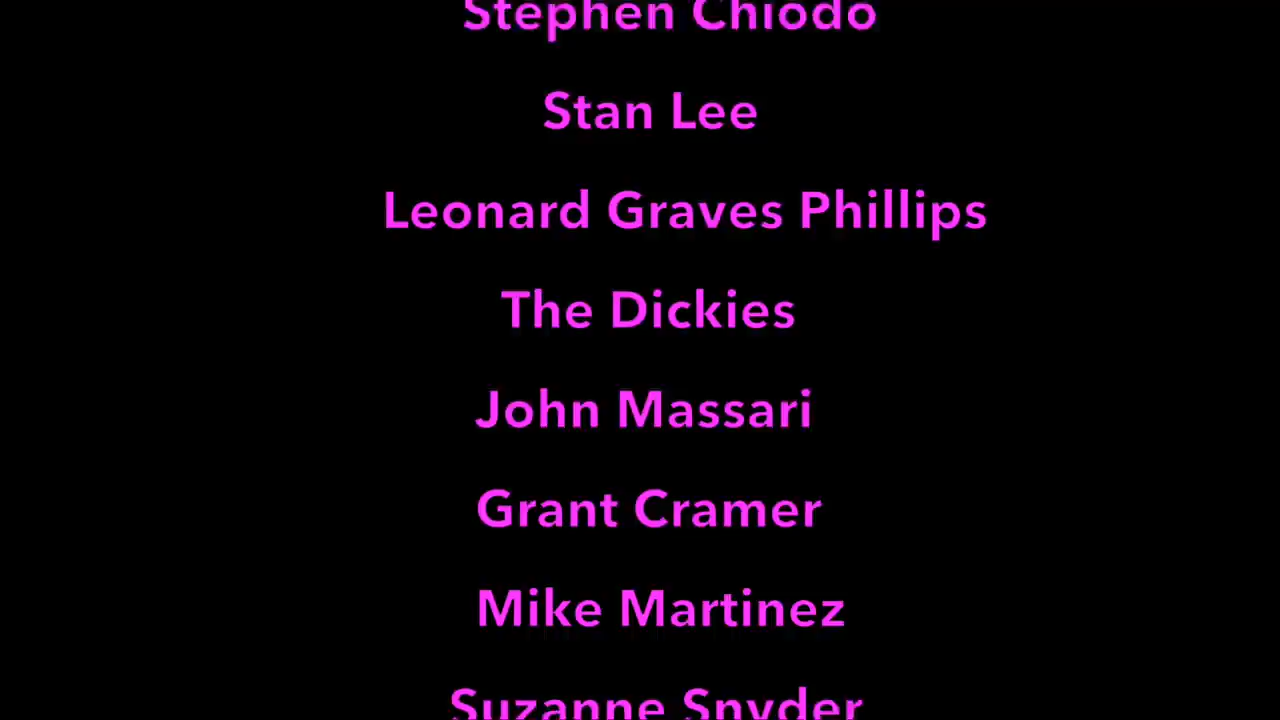 Stephen Chiodo
Stan Lee
Leonard Graves Phillips
The Dickies
John Massari
Grant Cramer
Mike Martinez
Suzanne Snyder